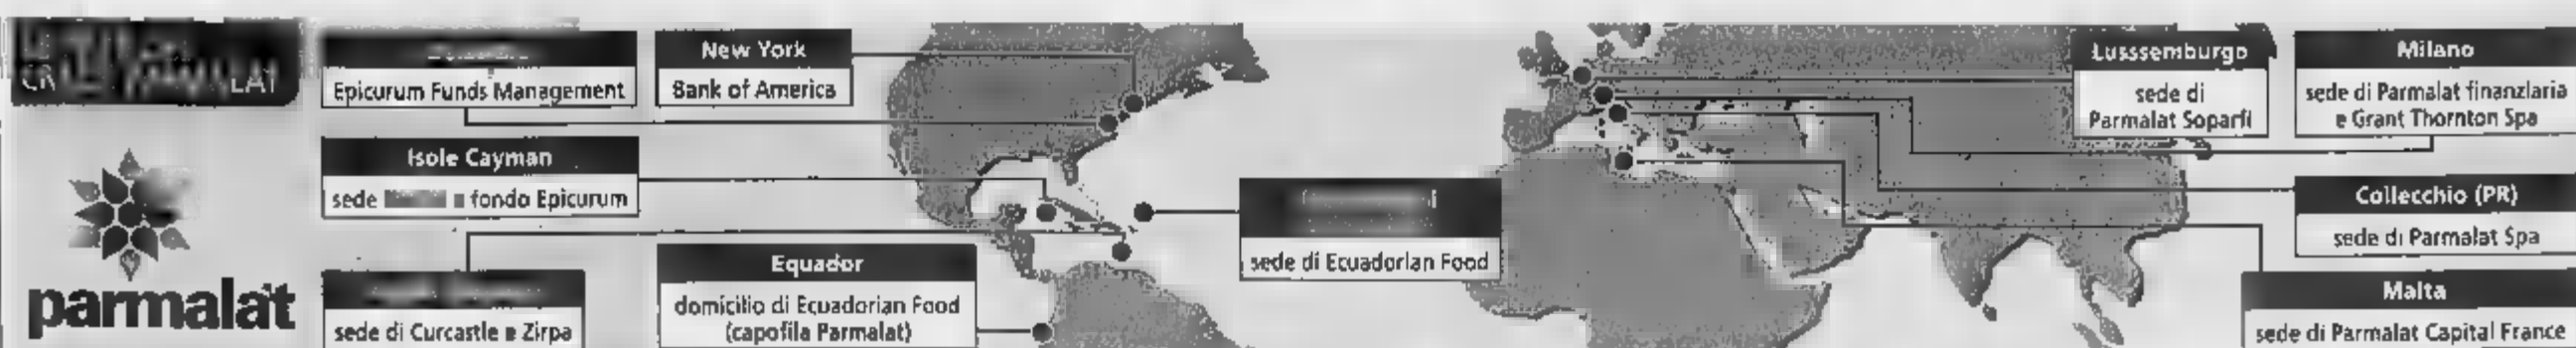 parmalat
Epicurum Funds Management
New York
Bank of America
Isole Cayman
sede fondo Epicurum
sede di Curcastle e Zirpa
Equador
domicilio di Ecuadorian Food
(capofila Parmalat)
sede di Ecuadorian Food
Lusssemburgo
sede di
Parmalat Soparfi
Milano
sede di Parmalat finanziaria
e Grant Thornton Spa
Collecchio (PR)
sede di Parmalat Spa
Malta
sede di Parmalat Capital France